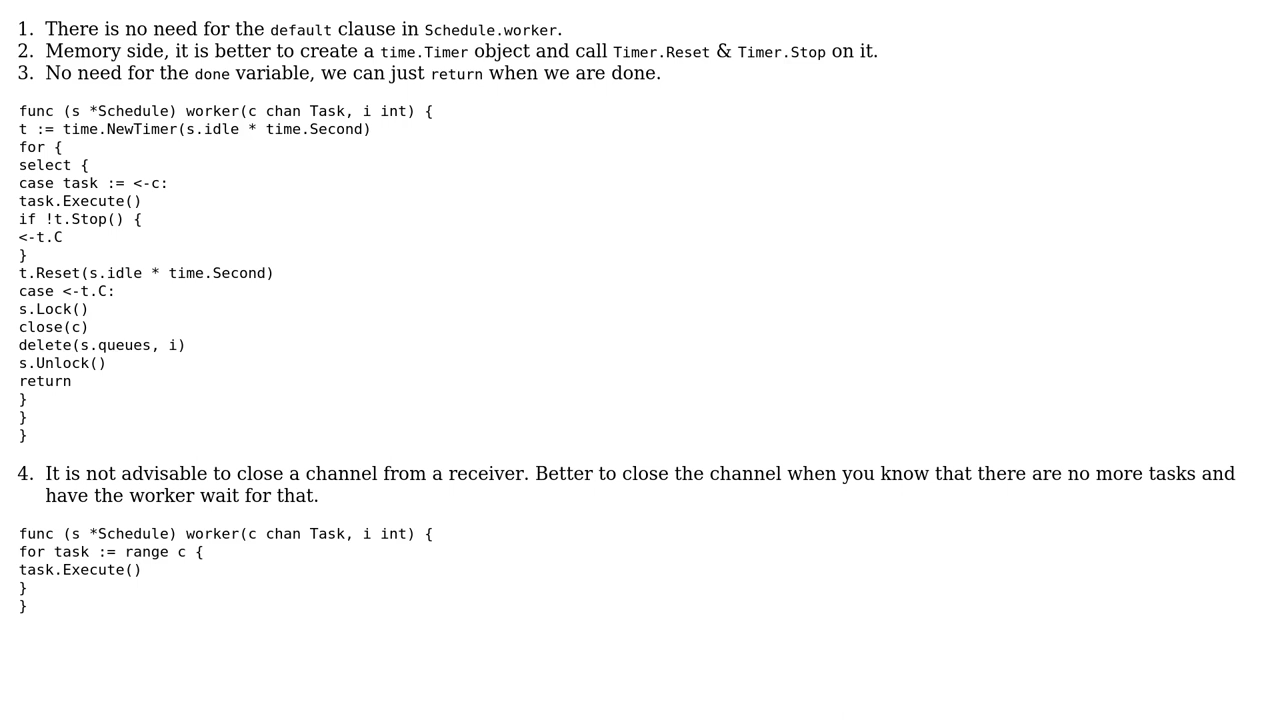 1. There is no need for the default clause in Schedule.worker.
2. Memory side, it is better to create a time.Timer object and call Timer.Reset & Timer.Stop on it.
3. No need for the done variable, we can just return when we are done.
func (s *Schedule) worker(c chan Task, i int) {
t := time.NewTimer(s.idle * time.Second)
for {
select {
case task := <-c:
task.Execute()
if !t.Stop() {
<-t.C
}
t.Reset(s.idle * time.Second)
case <-t.C:
s.Lock()
close(c)
delete(s.queues, i)
s.Unlock()
return
}
}
}
4. It is not advisable to close a channel from a receiver. Better to close the channel when you know that there are no more tasks and
have the worker wait for that.
func (s *Schedule) worker(c chan Task, i int) {
for task := range c {
task.Execute()
}
}